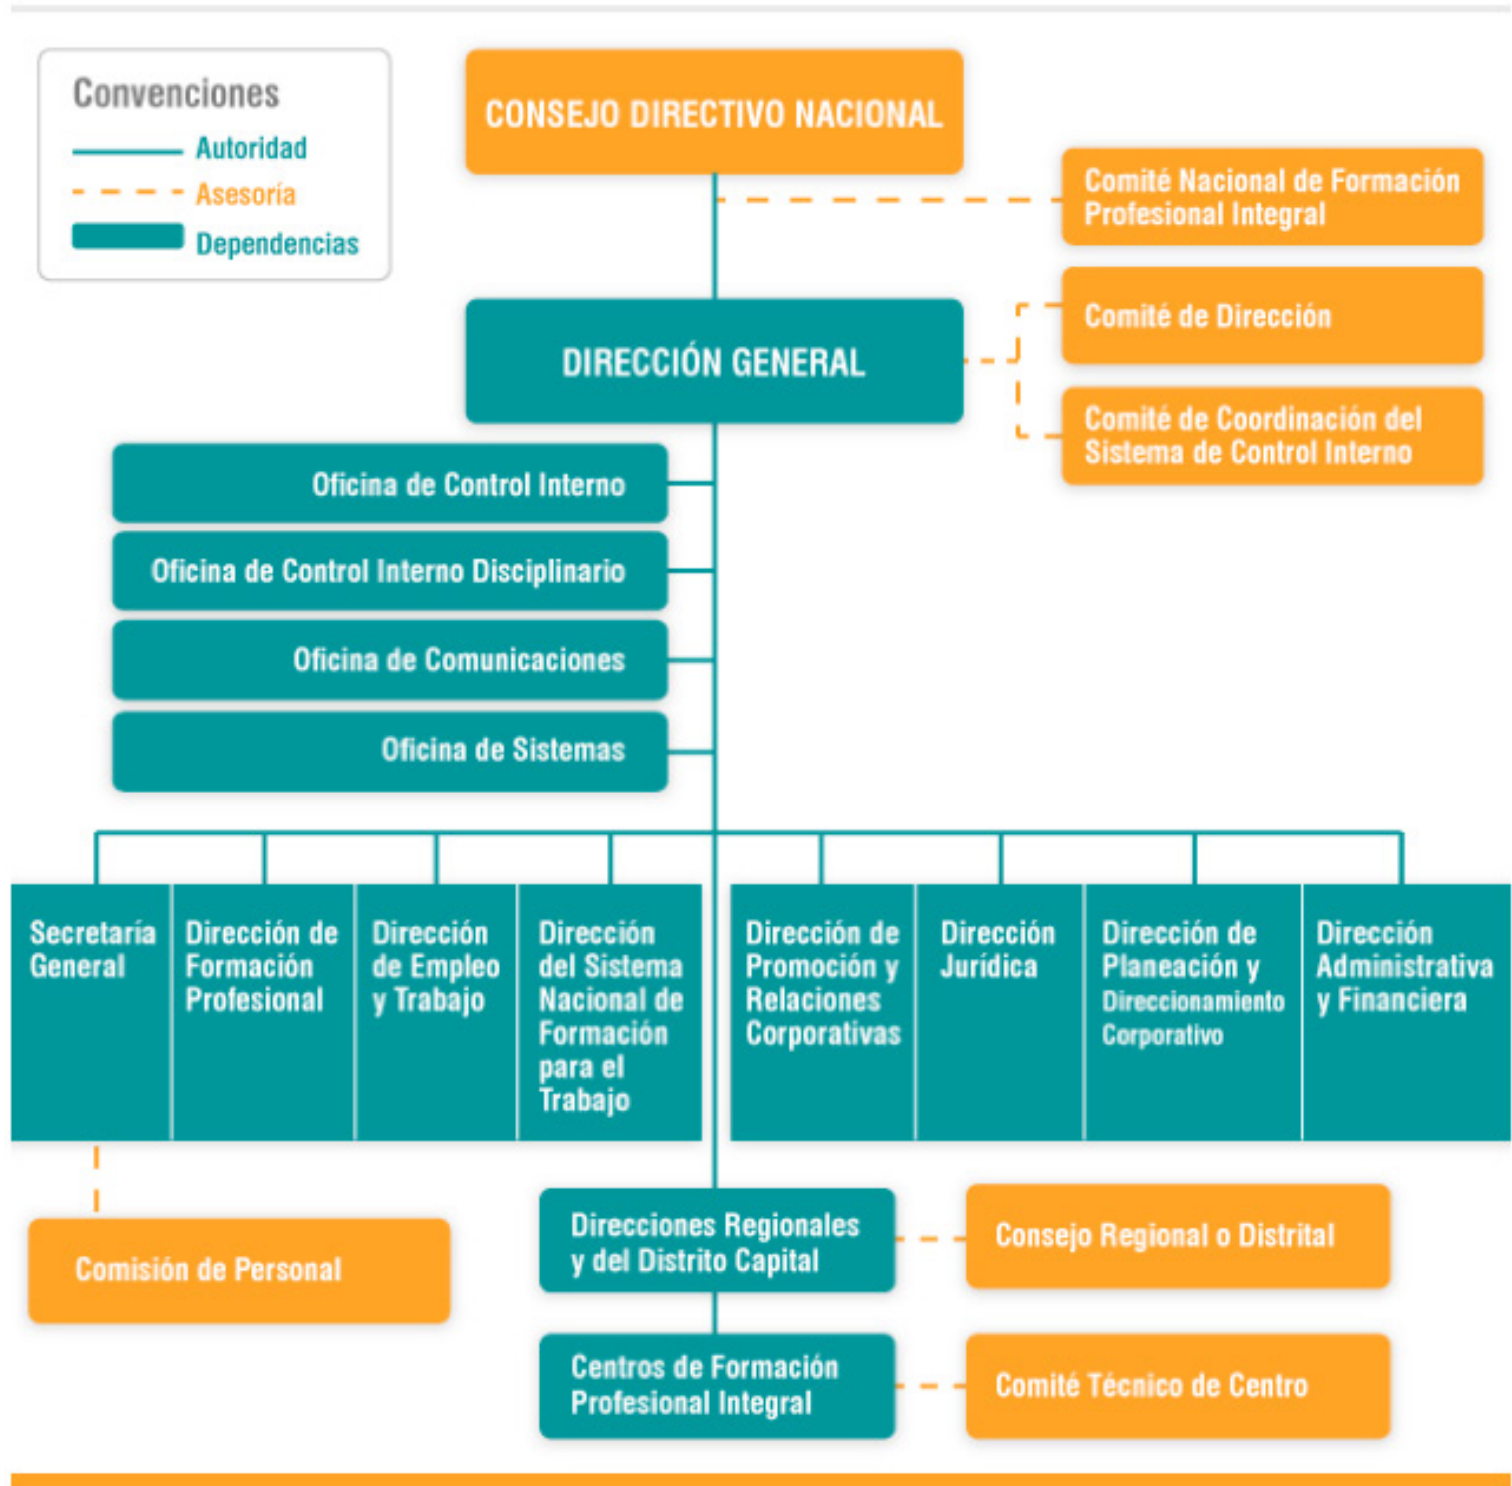 Convenciones
Autoridad
Asesoría
Dependencias
CONSEJO DIRECTIVO NACIONAL
Comité Nacional de Formación
Profesional Integral
DIRECCIÓN GENERAL
Comité de Dirección
Comité de Coordinación del
Sistema de Control Interno
Oficina de Control Interno
Oficina de Control Interno Disciplinario
Oficina de Comunicaciones
Oficina de Sistemas
Secretaría
General
Dirección de
Formación
Profesional
Dirección
de Empleo
y Trabajo
Dirección
del Sistema
Nacional de
Formación
para el
Trabajo
Dirección de
Promoción y
Relaciones
Corporativas
Dirección
Jurídica
Dirección de
Planeación y
Direccionamiento
Corporativo
Dirección
Administrativa
y Financiera
Comisión de Personal
Direcciones Regionales
y del Distrito Capital
Consejo Regional o Distrital
Centros de Formación
Profesional Integral
Comité Técnico de Centro